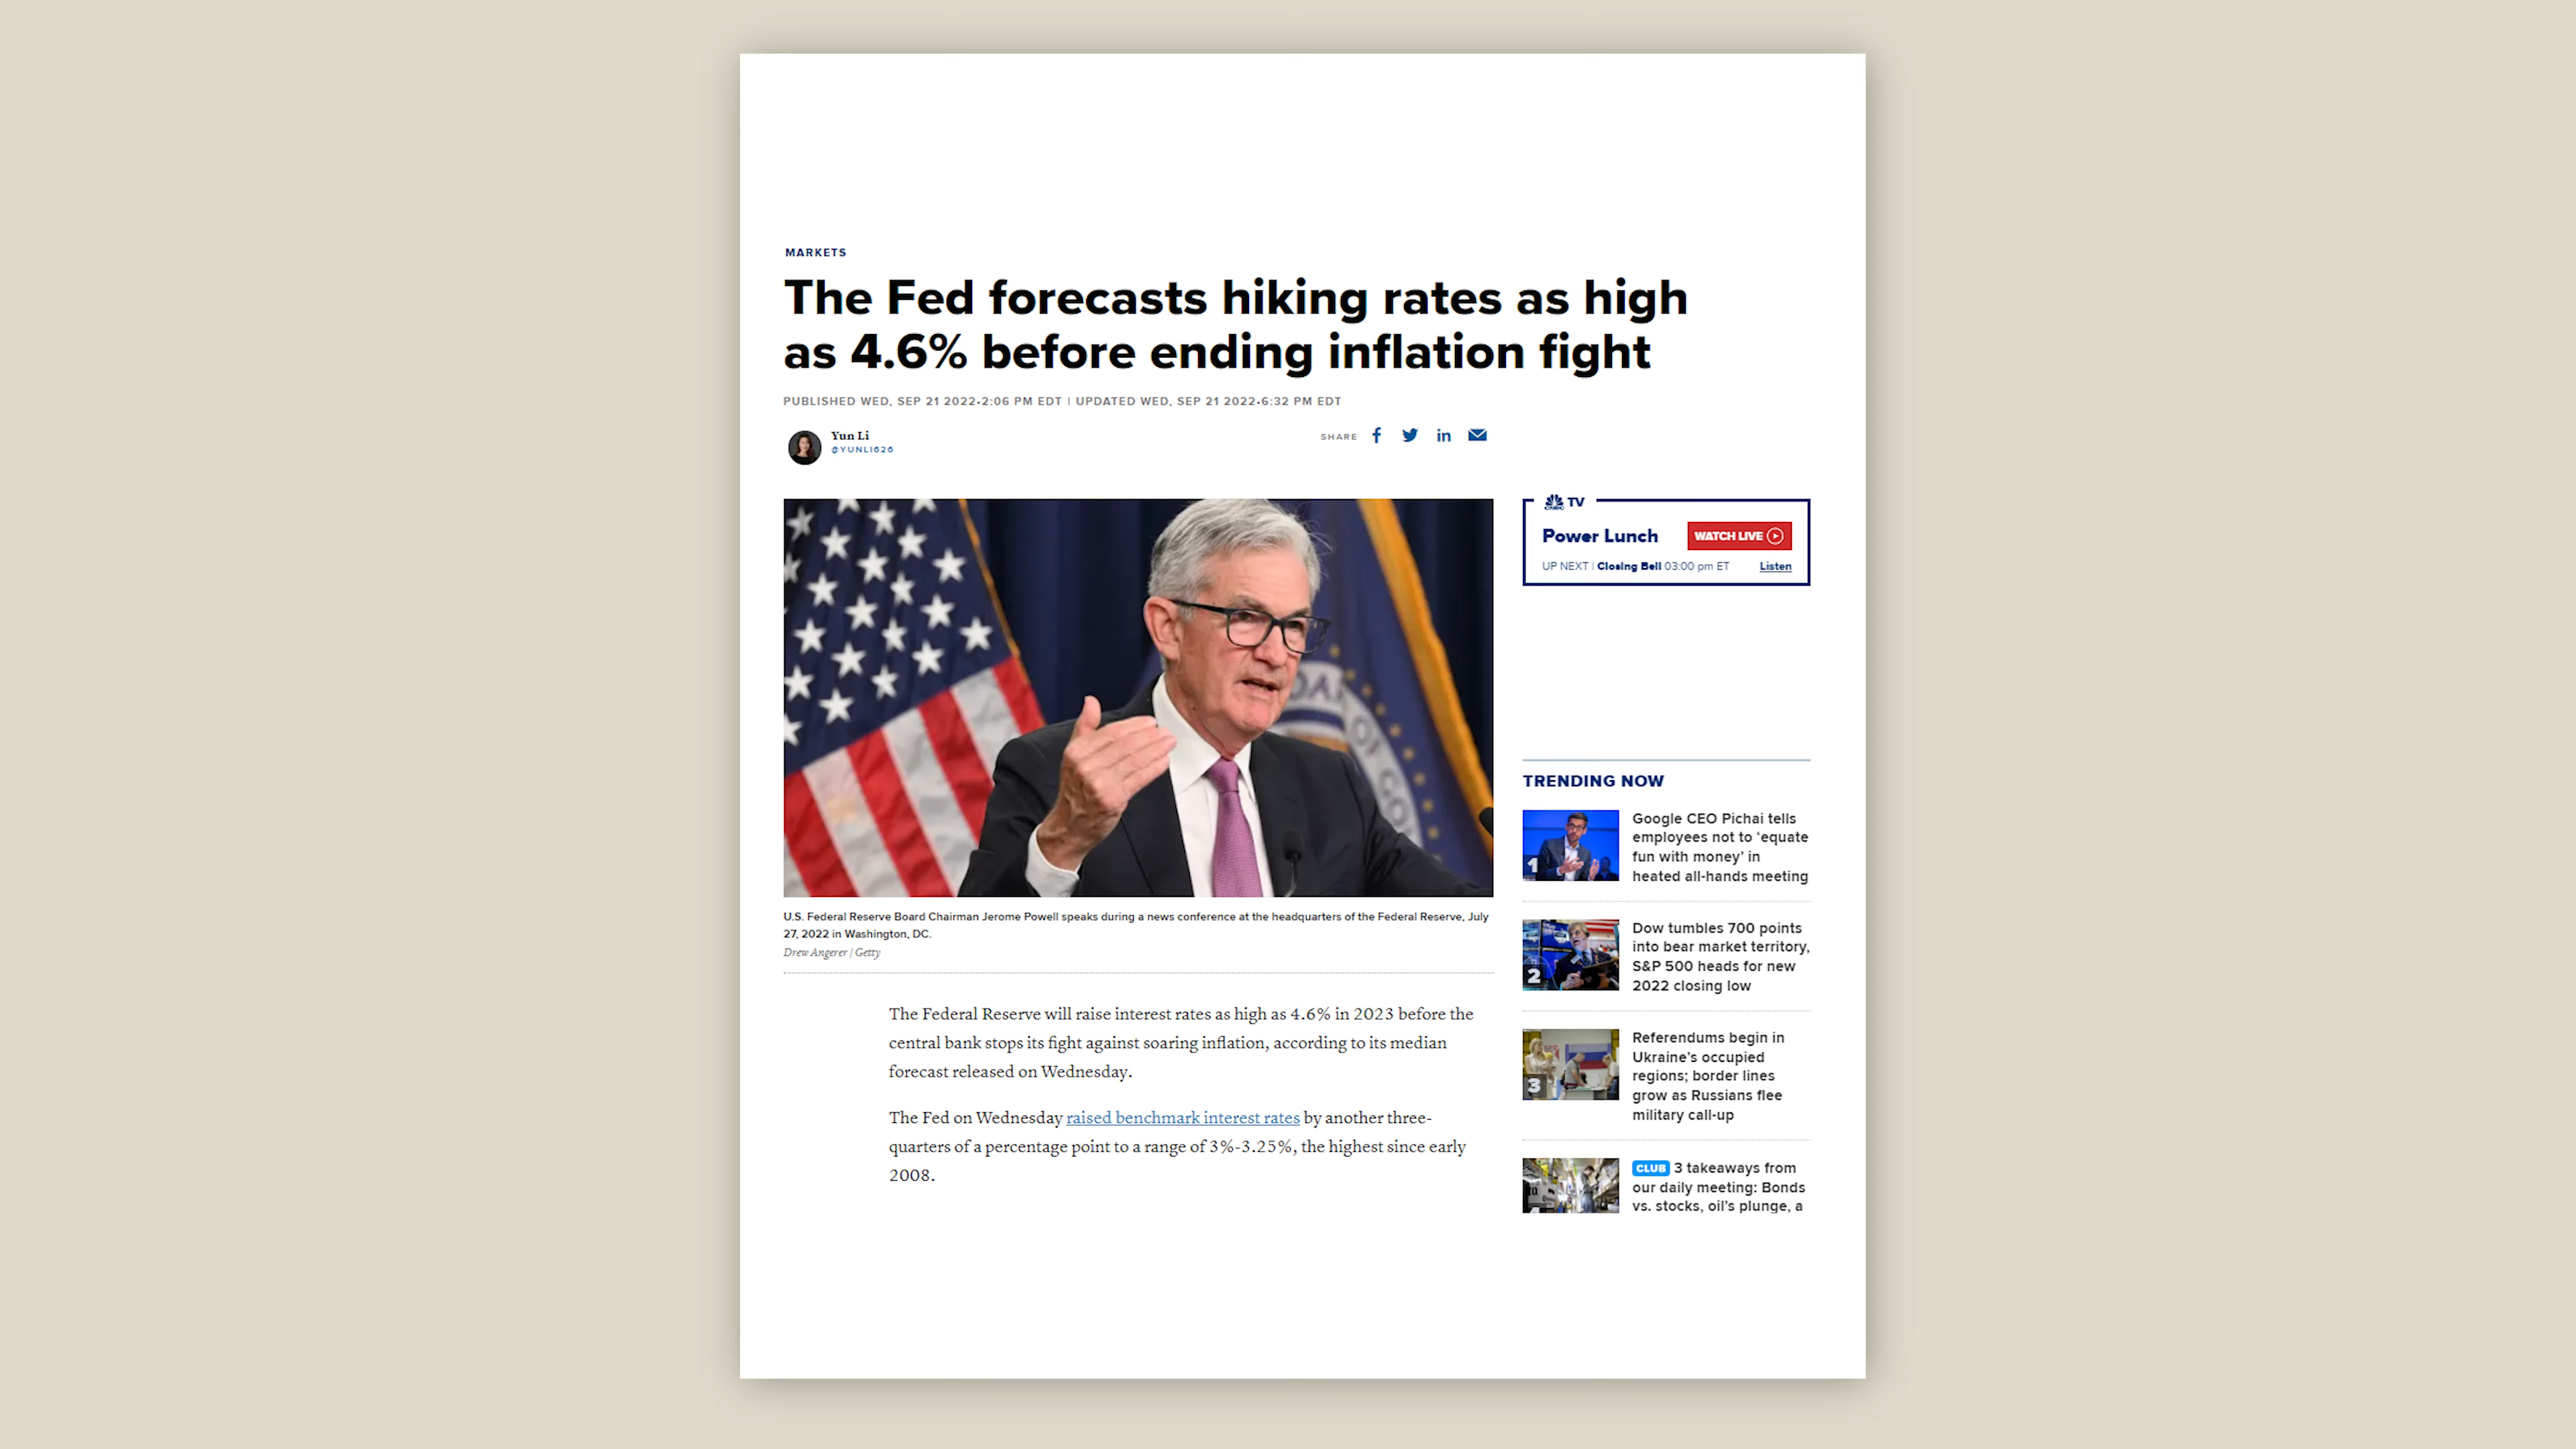 MARKETS
The Fed forecasts hiking rates as high
as 4.6% before ending inflation fight
PUBLISHED WED, SEP 21 2022•2:06 PM EDT | UPDATED WED, SEP 21 2022•6:32 PM EDT
Yun Li
@YUNLI626
SHARE
U.S. Federal Reserve Board Chairman Jerome Powell speaks during a news conference at the headquarters of the Federal Reserve, July
27, 2022 in Washington, DC.
Drew Angerer | Getty
The Federal Reserve will raise interest rates as high as 4.6% in 2023 before the
central bank stops its fight against soaring inflation, according to its median
forecast released on Wednesday.
The Fed on Wednesday raised benchmark interest rates by another three-
quarters of a percentage point to a range of 3%-3.25%, the highest since early
2008.
CNBC TV
Power Lunch
WATCH LIVE
UP NEXT | Closing Bell 03:00 pm ET
Listen
TRENDING NOW
1
Google CEO Pichai tells
employees not to ‘equate
fun with money’ in
heated all-hands meeting
2
Dow tumbles 700 points
into bear market territory,
S&P 500 heads for new
2022 closing low
3
Referendums begin in
Ukraine’s occupied
regions; border lines
grow as Russians flee
military call-up
CLUB 3 takeaways from
our daily meeting: Bonds
vs. stocks, oil’s plunge, a